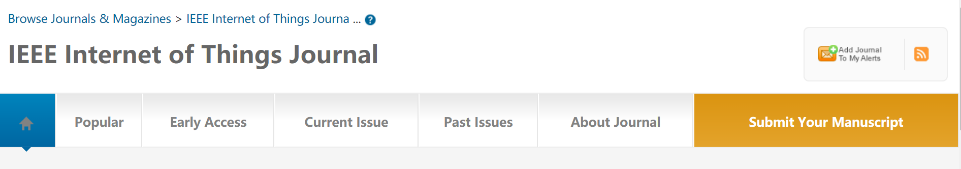 Browse Journals & Magazines > IEEE Internet of Things Journa ... ?
IEEE Internet of Things Journal
Add Journal
To My Alerts
Popular
Early Access
Current Issue
Past Issues
About Journal
Submit Your Manuscript